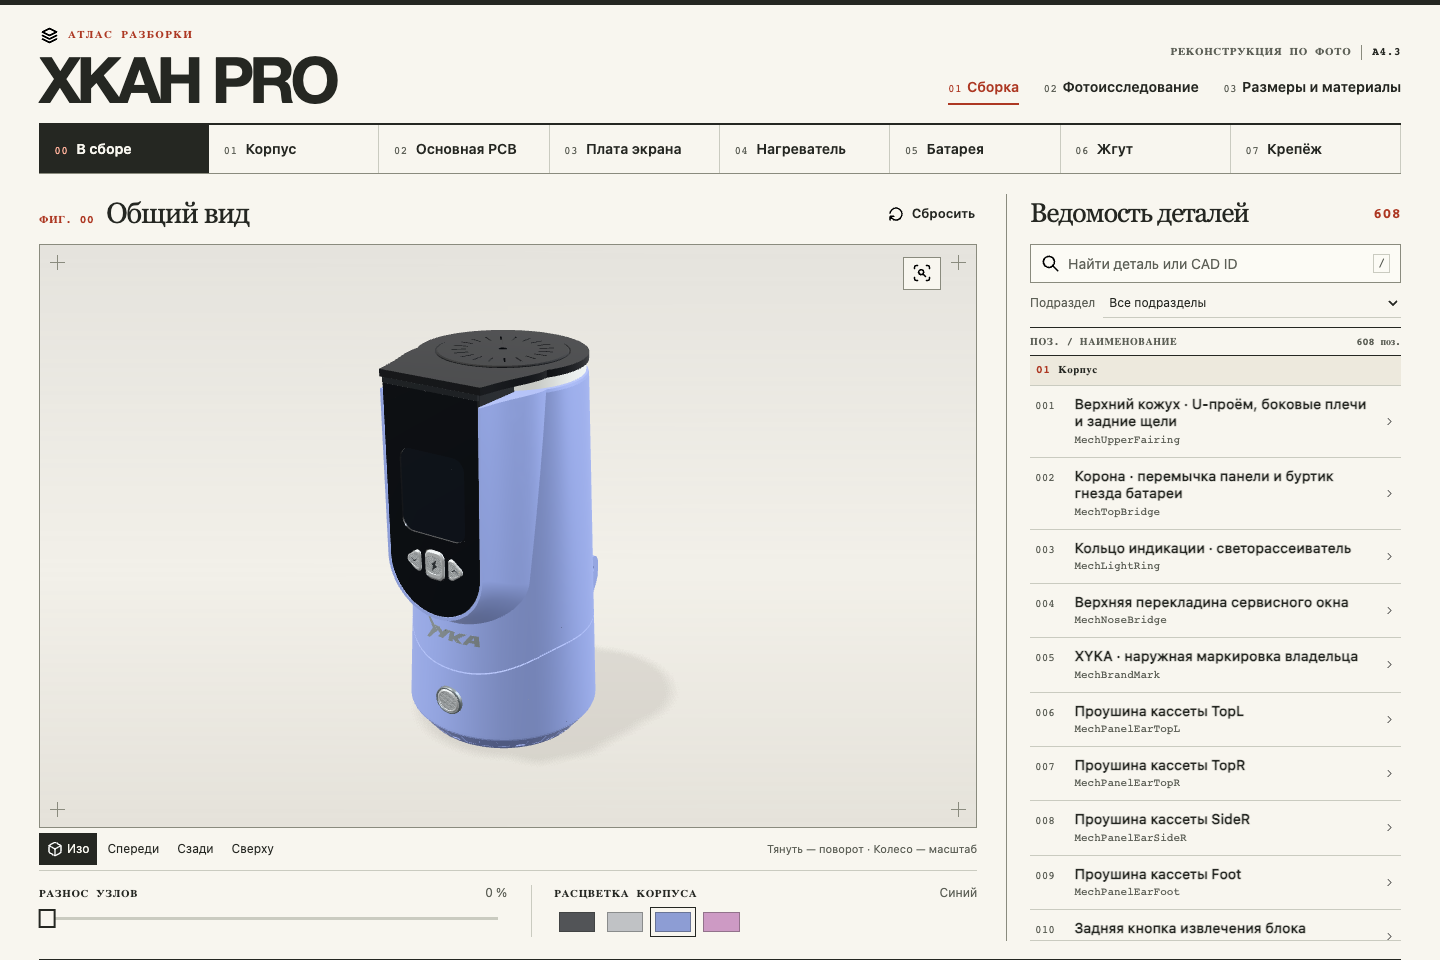 АТЛАС РАЗБОРКИ
ХКАН PRO
РЕКОНСТРУКЦИЯ ПО ФОТО A4.3
01 Сборка 02 Фотоисследование 03 Размеры и материалы
00 В сборе 01 Корпус 02 Основная PCB 03 Плата экрана 04 Нагреватель 05 Батарея 06 Жгут 07 Крепёж
ФИГ. 00 Общий вид
Сбросить
XYKA
Изо Спереди Сзади Сверху
Тянуть — поворот · Колесо — масштаб
РАЗНОС УЗЛОВ 0 %
РАСЦВЕТКА КОРПУСА Синий
Ведомость деталей 608
Найти деталь или CAD ID /
Подраздел Все подразделы
ПОЗ. / НАИМЕНОВАНИЕ 608 поз.
01 Корпус
001 Верхний кожух · U-проём, боковые плечи
и задние щели
MechUpperFairing
002 Корона · перемычка панели и буртик
гнезда батареи
MechTopBridge
003 Кольцо индикации · светорассеиватель
MechLightRing
004 Верхняя перекладина сервисного окна
MechNoseBridge
005 XYKA · наружная маркировка владельца
MechBrandMark
006 Проушина кассеты TopL
MechPanelEarTopL
007 Проушина кассеты TopR
MechPanelEarTopR
008 Проушина кассеты SideR
MechPanelEarSideR
009 Проушина кассеты Foot
MechPanelEarFoot
010 Задняя кнопка извлечения блока